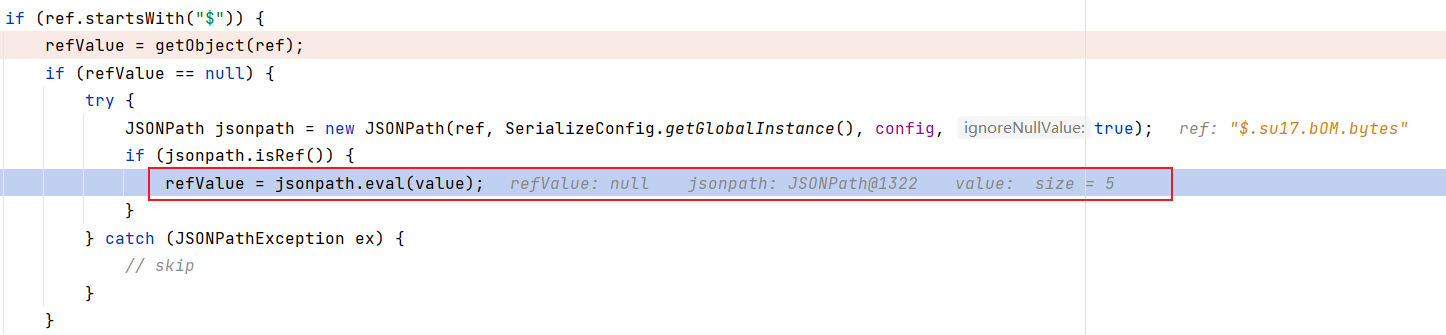 if (ref.startsWith("$")) {
refValue = getObject(ref);
if (refValue == null) {
try {
JSONPath jsonpath = new JSONPath(ref, SerializeConfig.getGlobalInstance(), config, ignoreNullValue: true); ref: "$.su17.bOM.bytes"
if (jsonpath.isRef()) {
refValue = jsonpath.eval(value); refValue: null jsonpath: JSONPath@1322 value: size = 5
}
} catch (JSONPathException ex) {
// skip
}
}